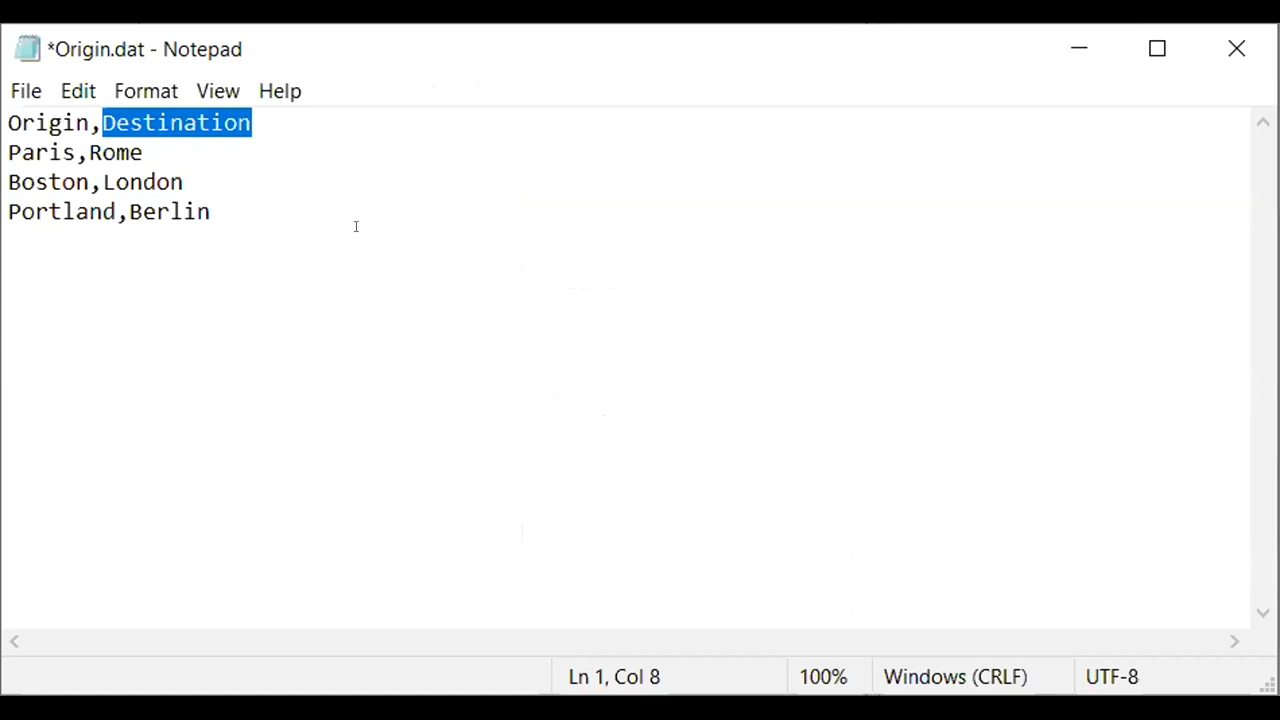 *Origin.dat - Notepad
File Edit Format View Help
Origin,Destination
Paris,Rome
Boston,London
Portland,Berlin
Ln 1, Col 8 100% Windows (CRLF) UTF-8